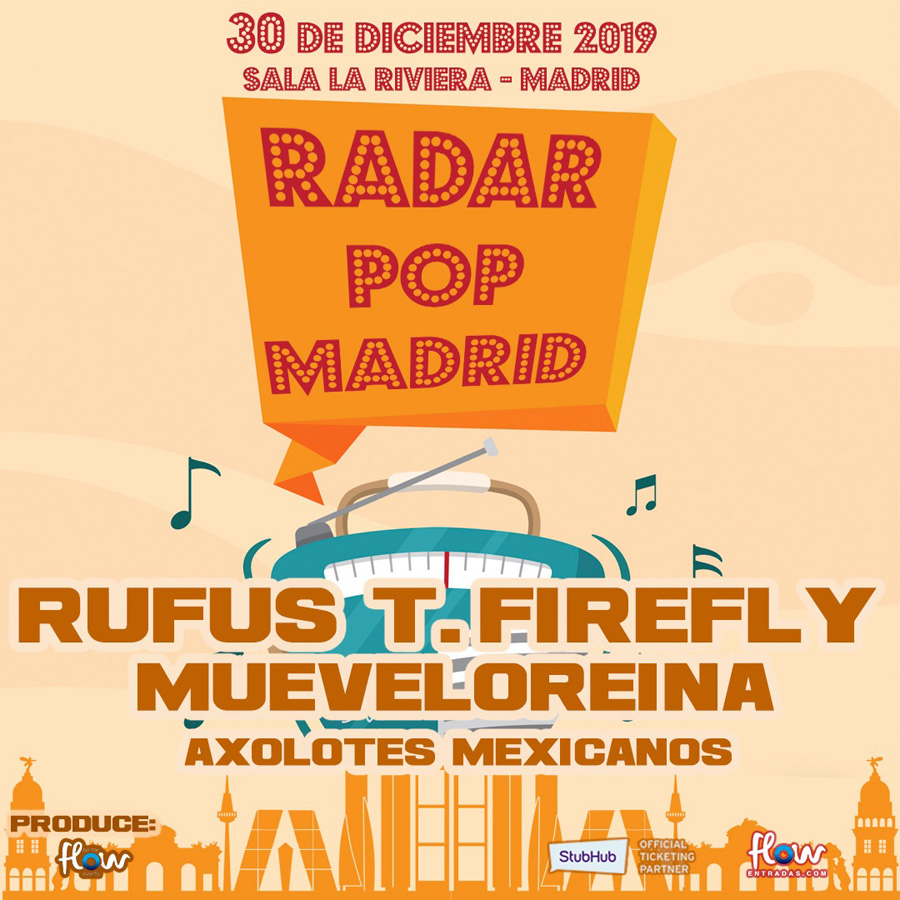 30 DE DICIEMBRE 2019
SALA LA RIVIERA - MADRID
RADAR
POP
MADRID
RUFUS T. FIREFLY
MUEVELOREINA
AXOLOTES MEXICANOS
PRODUCE:
flow
StubHub
OFFICIAL
TICKETING
PARTNER
flow
ENTRADAS.COM